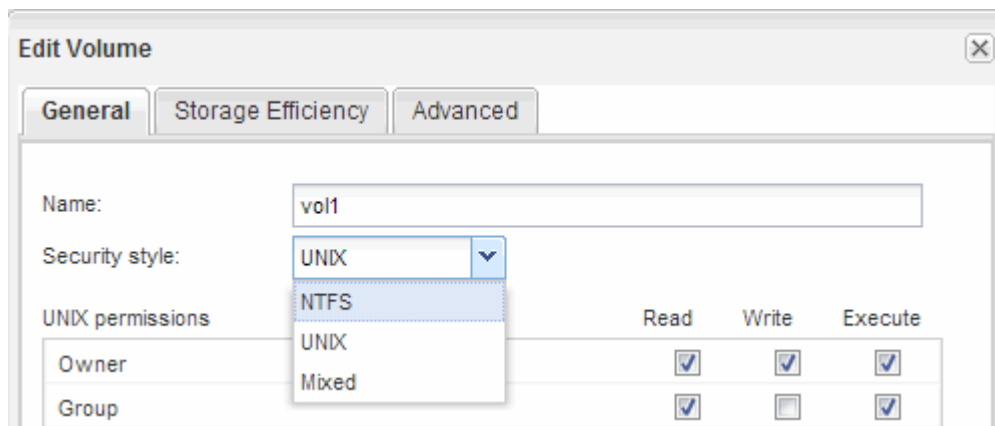 Edit Volume
General Storage Efficiency Advanced
Name: vol1
Security style: UNIX
NTFS
UNIX permissions Read Write Execute
UNIX
Owner
Mixed
Group